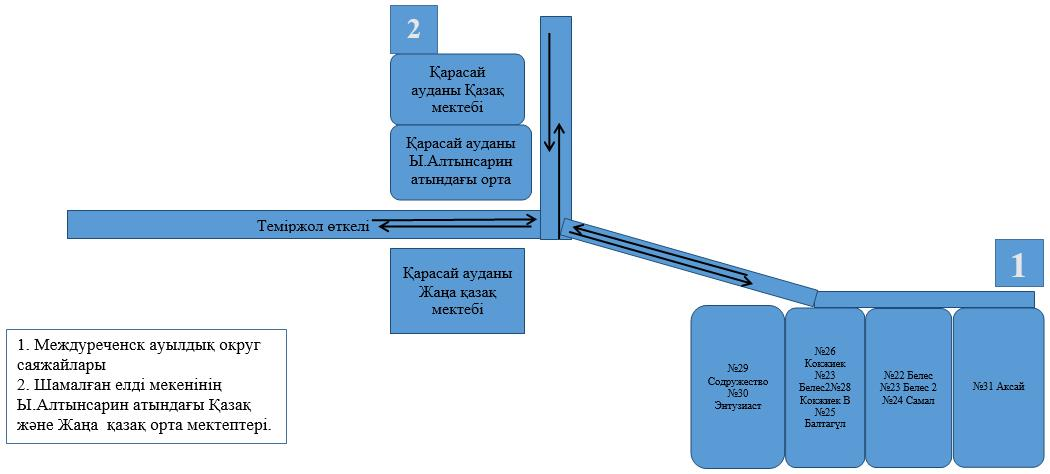 2
Қарасай
ауданы Қазақ
мектебі
Қарасай ауданы
Ы.Алтынсарин
атындағы орта
Теміржол өткелі
Қарасай ауданы
Жаңа қазақ
мектебі
1
№29
Содружество
№30
Энтузиаст
№26
Кокжиек
№23
Белес2№28
Кокжиек В
№25
Балтагүл
№22 Белес
№23 Белес 2
№24 Самал
№31 Аксай
1. Междуреченск ауылдық округ
саяжайлары
2. Шамалған елді мекенінің
Ы.Алтынсарин атындағы Қазақ
және Жаңа қазақ орта мектептері.